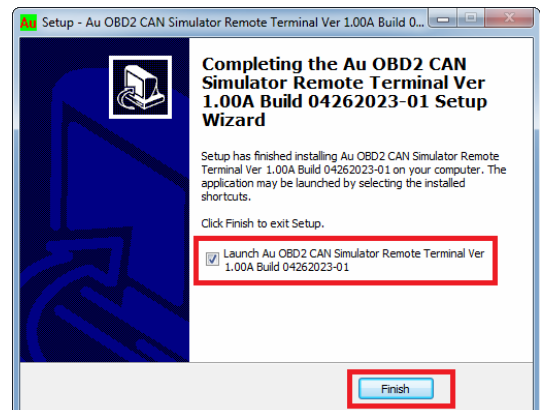 Au Setup - Au OBD2 CAN Simulator Remote Terminal Ver 1.00A Build 0...
Completing the Au OBD2 CAN
Simulator Remote Terminal Ver
1.00A Build 04262023-01 Setup
Wizard
Setup has finished installing Au OBD2 CAN Simulator Remote
Terminal Ver 1.00A Build 04262023-01 on your computer. The
application may be launched by selecting the installed
shortcuts.
Click Finish to exit Setup.
Launch Au OBD2 CAN Simulator Remote Terminal Ver
1.00A Build 04262023-01
Finish